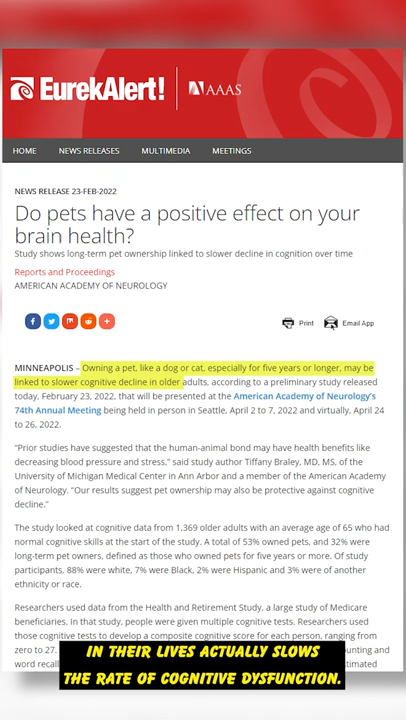 EurekAlert! AAAS
HOME NEWS RELEASES MULTIMEDIA MEETINGS
NEWS RELEASE 23-FEB-2022
Do pets have a positive effect on your
brain health?
Study shows long-term pet ownership linked to slower decline in cognition over time
Reports and Proceedings
AMERICAN ACADEMY OF NEUROLOGY
Print Email App
MINNEAPOLIS – Owning a pet, like a dog or cat, especially for five years or longer, may be
linked to slower cognitive decline in older adults, according to a preliminary study released
today, February 23, 2022, that will be presented at the American Academy of Neurology's
74th Annual Meeting being held in person in Seattle, April 2 to 7, 2022 and virtually, April 24
to 26, 2022.
"Prior studies have suggested that the human-animal bond may have health benefits like
decreasing blood pressure and stress," said study author Tiffany Braley, MD, MS, of the
University of Michigan Medical Center in Ann Arbor and a member of the American Academy
of Neurology. "Our results suggest pet ownership may also be protective against cognitive
decline."
The study looked at cognitive data from 1,369 older adults with an average age of 65 who had
normal cognitive skills at the start of the study. A total of 53% owned pets, and 32% were
long-term pet owners, defined as those who owned pets for five years or more. Of study
participants, 88% were white, 7% were Black, 2% were Hispanic and 3% were of another
ethnicity or race.
Researchers used data from the Health and Retirement Study, a large study of Medicare
beneficiaries. In that study, people were given multiple cognitive tests. Researchers used
those cognitive tests to develop a composite cognitive score for each person, ranging from
zero to 27.
and word recall
IN THEIR LIVES ACTUALLY SLOWS
THE RATE OF COGNITIVE DYSFUNCTION.